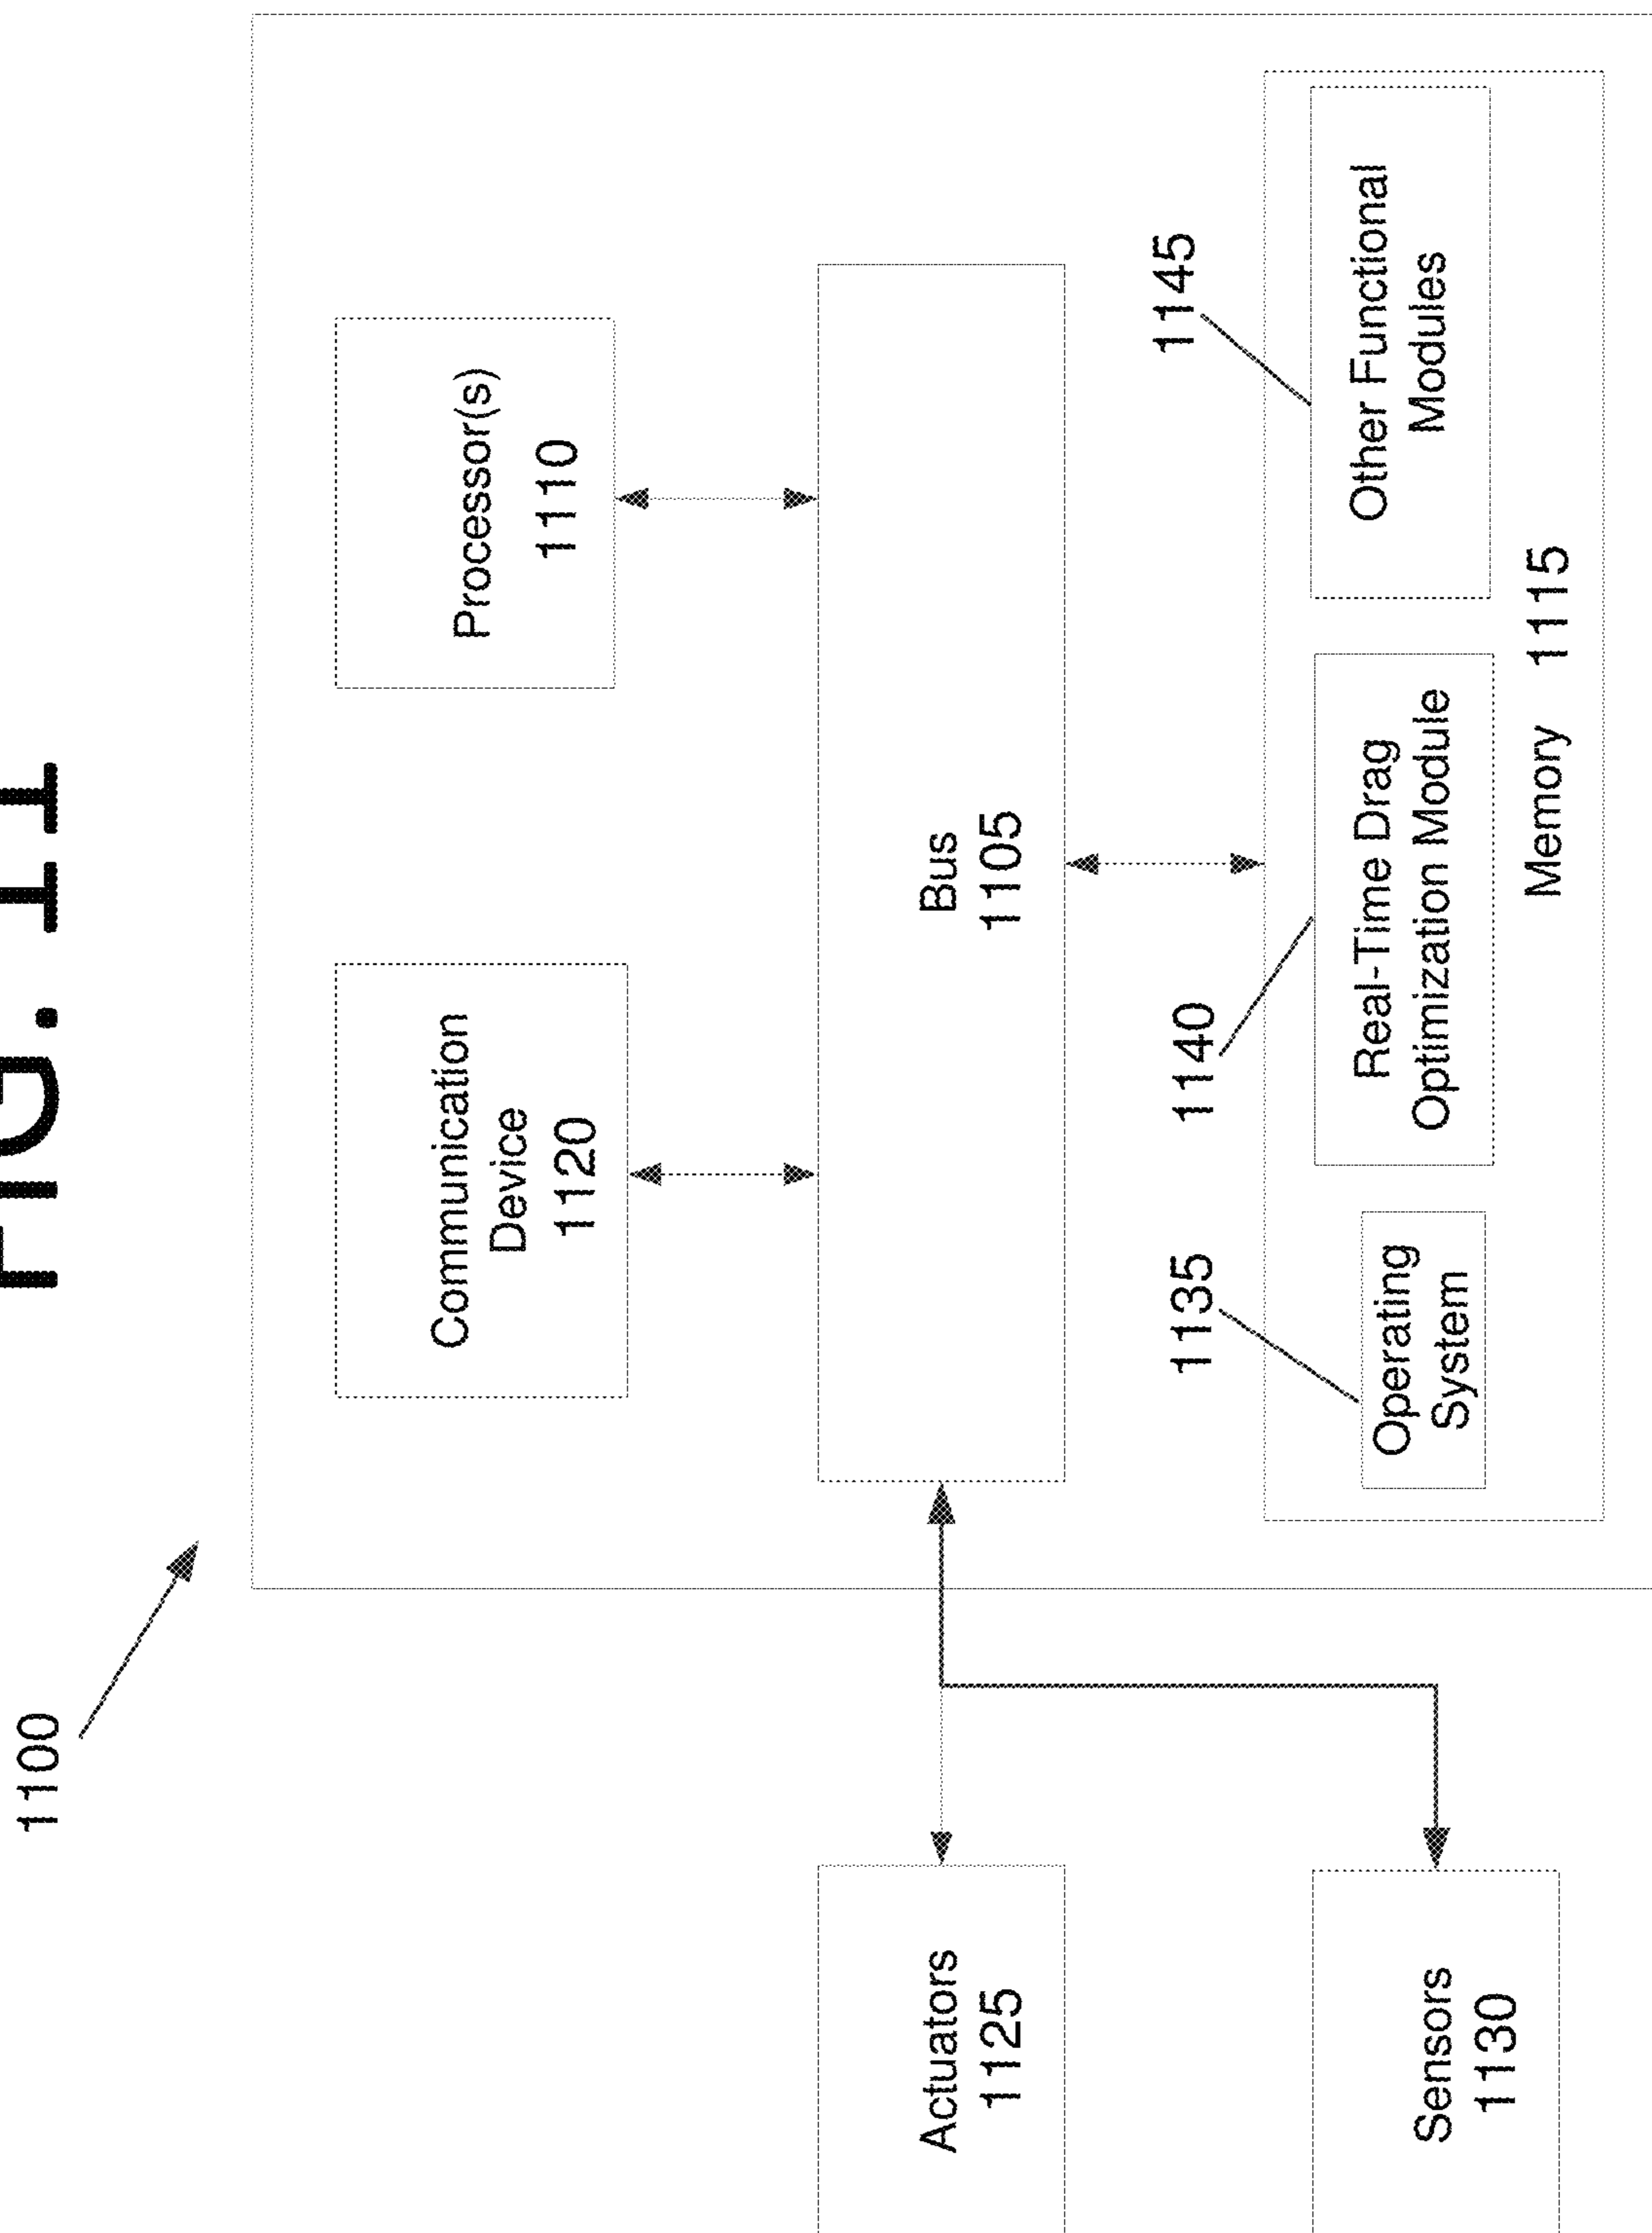 FIG. 11
1100
Communication
Device
1120
Processor(s)
1110
Bus
1105
Actuators
1125
Sensors
1130
1135
1140
1145
Operating
System
Real-Time Drag
Optimization Module
Other Functional
Modules
Memory 1115